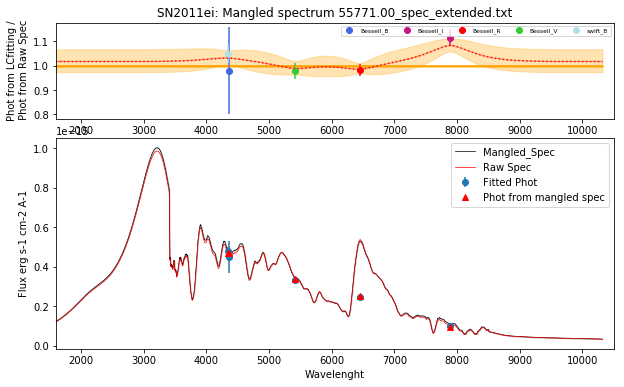 SN2011ei: Mangled spectrum 55771.00_spec_extended.txt
Phot from LCfitting /
Phot from Raw Spec
1.1
1.0
0.9
0.8
Bessell_B
Bessell_I
Bessell_R
Bessell_V
swift_B
2000 3000 4000 5000 6000 7000 8000 9000 10000
Flux erg s-1 cm-2 A-1
1.0
0.8
0.6
0.4
0.2
0.0
Mangled_Spec
Raw Spec
Fitted Phot
Phot from mangled spec
2000 3000 4000 5000 6000 7000 8000 9000 10000
Wavelenght